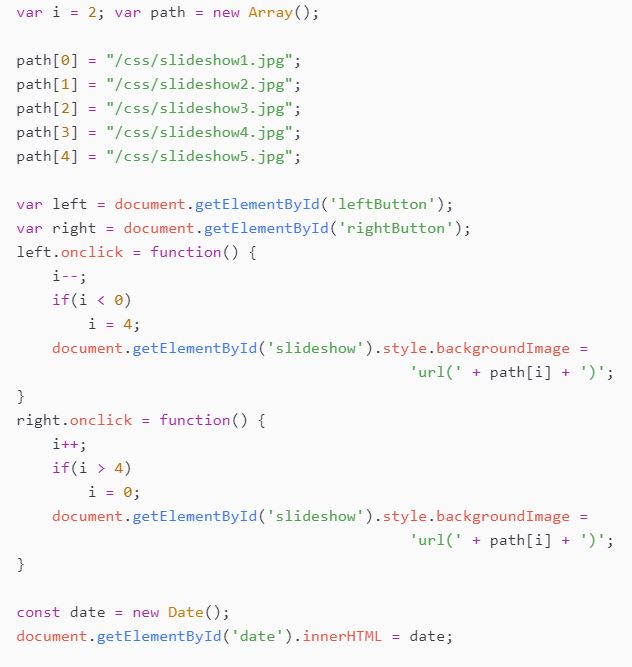 var i = 2; var path = new Array();
path[0] = "/css/slideshow1.jpg";
path[1] = "/css/slideshow2.jpg";
path[2] = "/css/slideshow3.jpg";
path[3] = "/css/slideshow4.jpg";
path[4] = "/css/slideshow5.jpg";
var left = document.getElementById('leftButton');
var right = document.getElementById('rightButton');
left.onclick = function() {
    i--;
    if(i < 0)
        i = 4;
    document.getElementById('slideshow').style.backgroundImage =
                                            'url(' + path[i] + ')';
}
right.onclick = function() {
    i++;
    if(i > 4)
        i = 0;
    document.getElementById('slideshow').style.backgroundImage =
                                            'url(' + path[i] + ')';
}
const date = new Date();
document.getElementById('date').innerHTML = date;